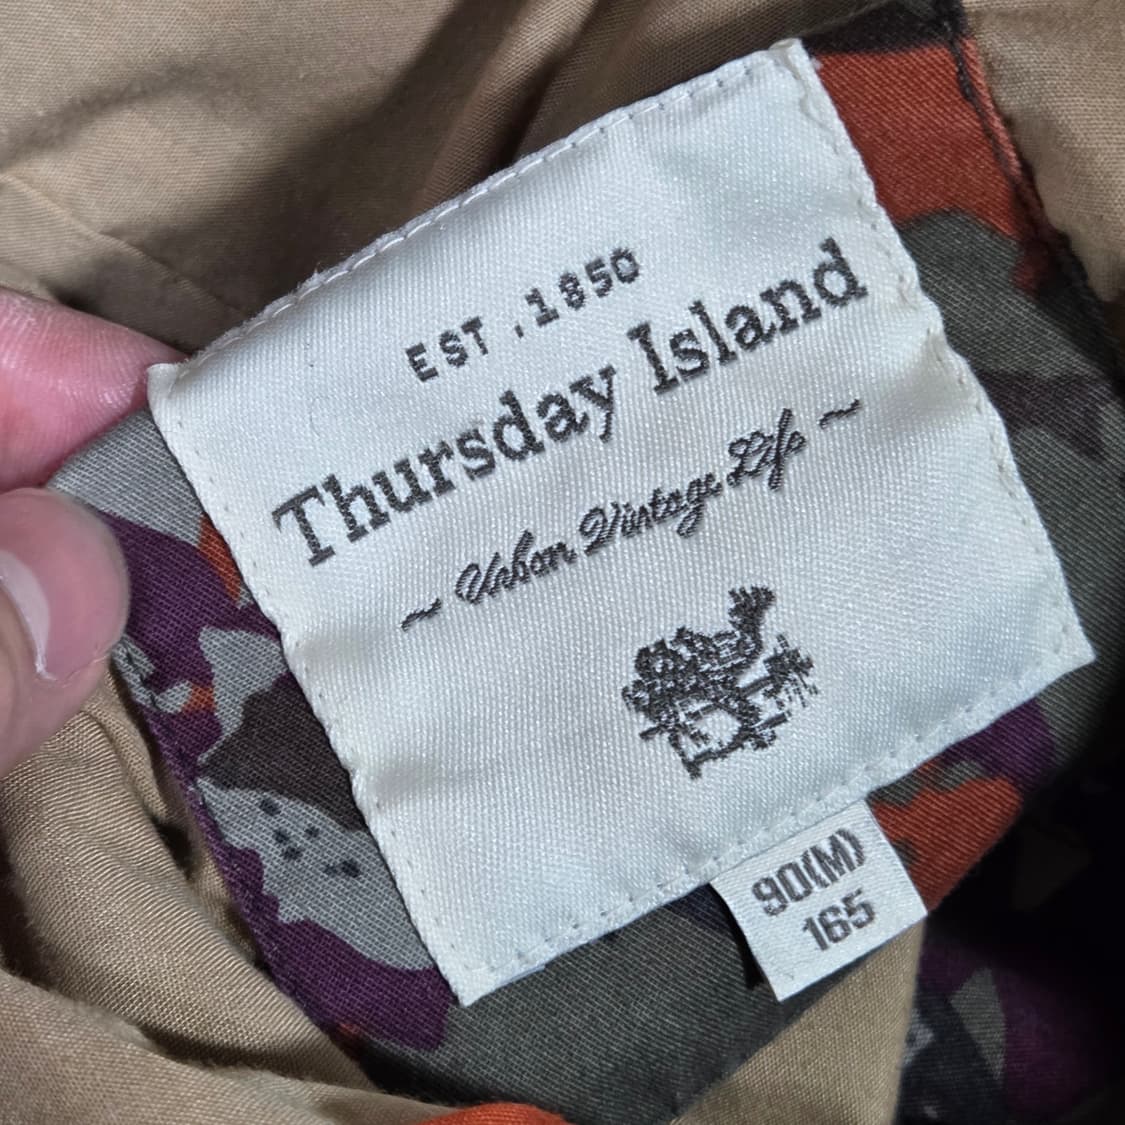 EST.1850
Thursday Island
~ Urban Vintage Life ~
90(M)
165